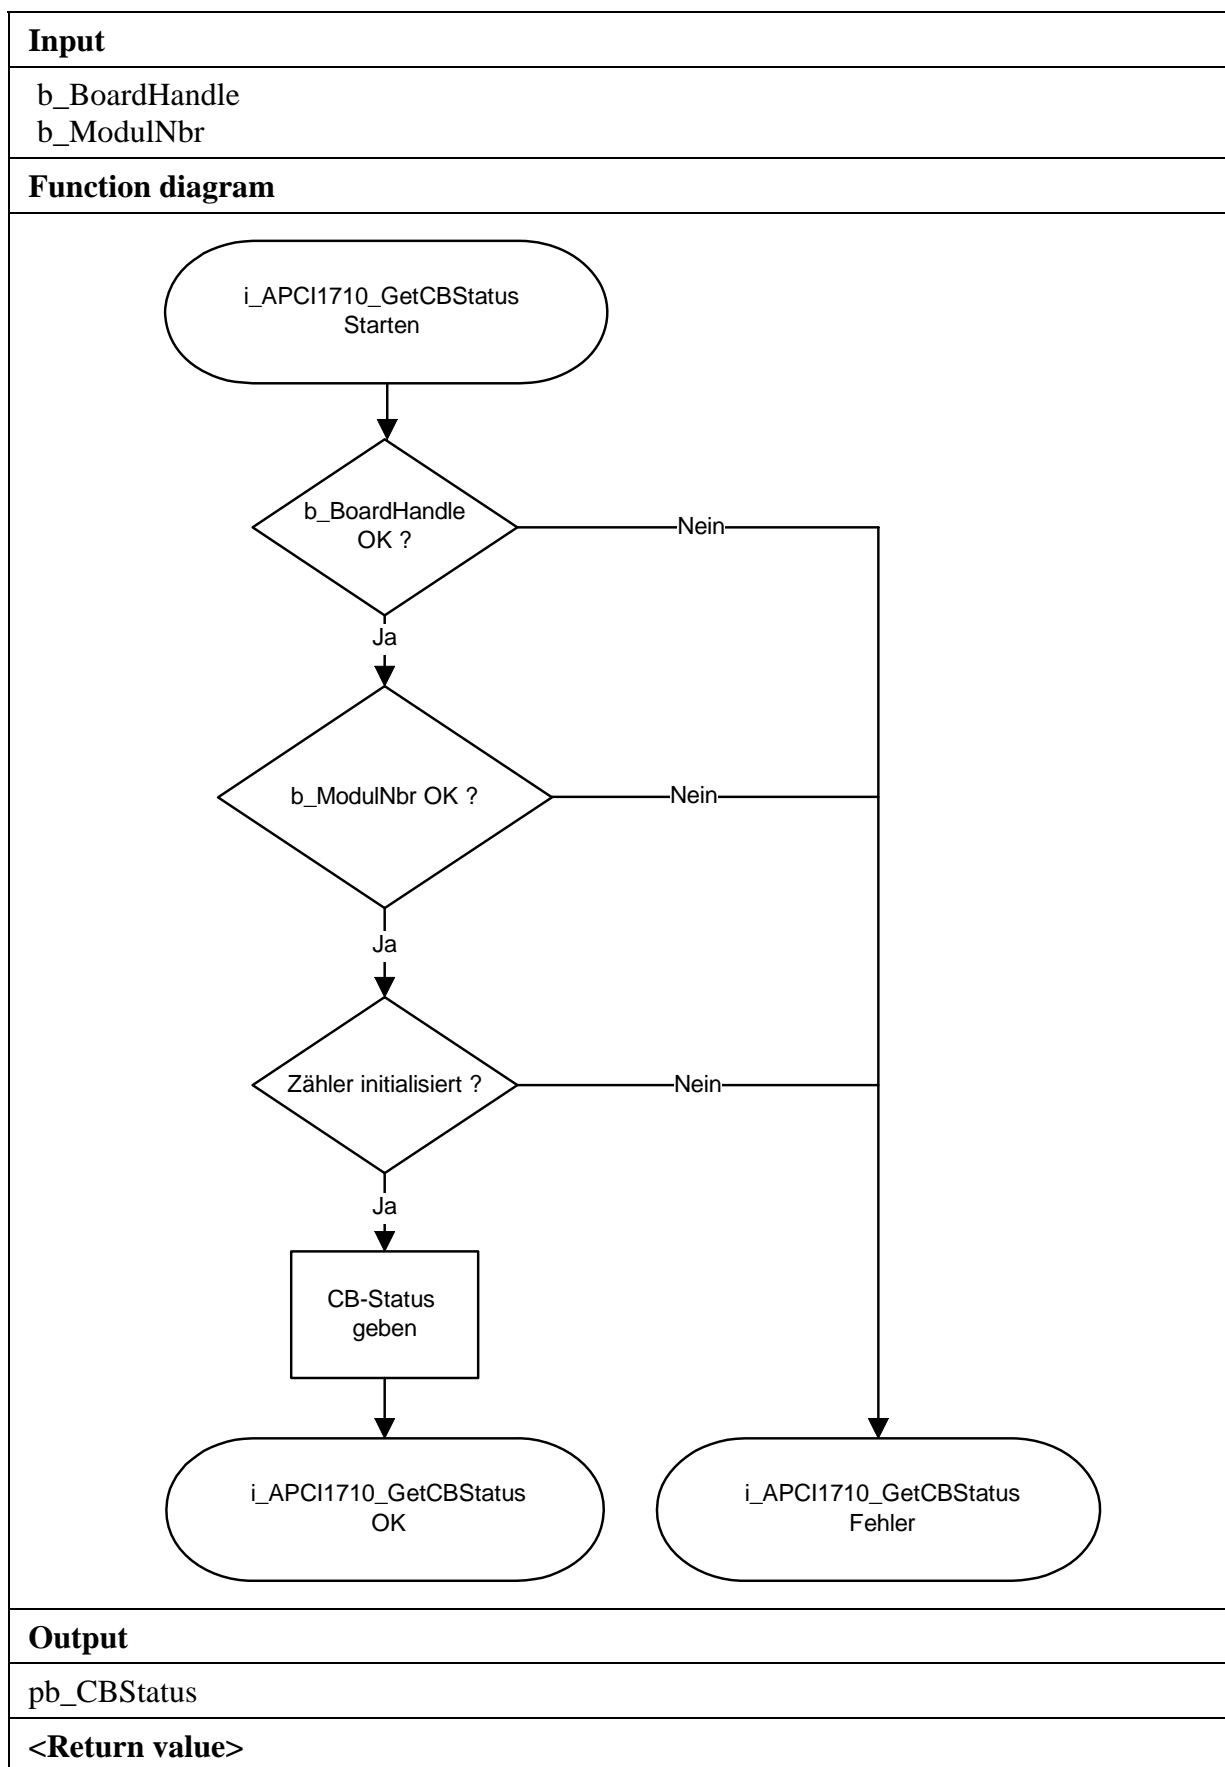 Input
b_BoardHandle
b_ModulNbr
Function diagram
i_APCI1710_GetCBStatus
Starten
b_BoardHandle
OK ?
Nein
Ja
b_ModulNbr OK ?
Nein
Ja
Zähler initialisiert ?
Nein
Ja
CB-Status
geben
i_APCI1710_GetCBStatus
OK
i_APCI1710_GetCBStatus
Fehler
Output
pb_CBStatus
<Return value>